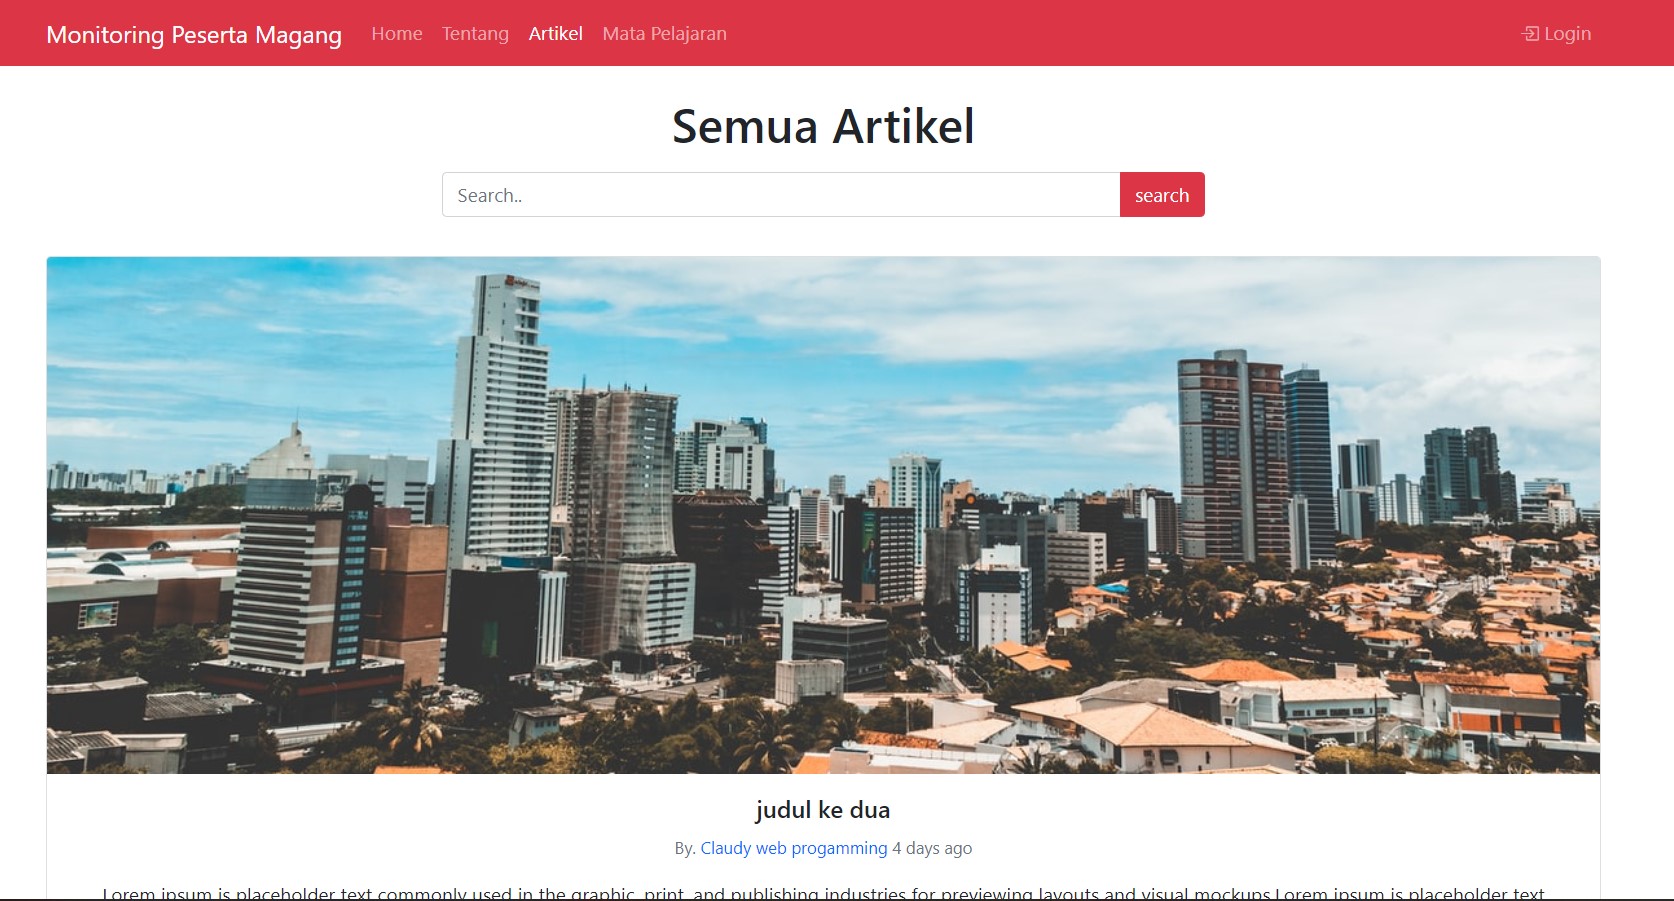 Monitoring Peserta Magang Home Tentang Artikel Mata Pelajaran Login
Semua Artikel
Search.. search
judul ke dua
By. Claudy web progamming 4 days ago
Lorem ipsum is placeholder text commonly used in the graphic, print, and publishing industries for previewing layouts and visual mockups.Lorem ipsum is placeholder text